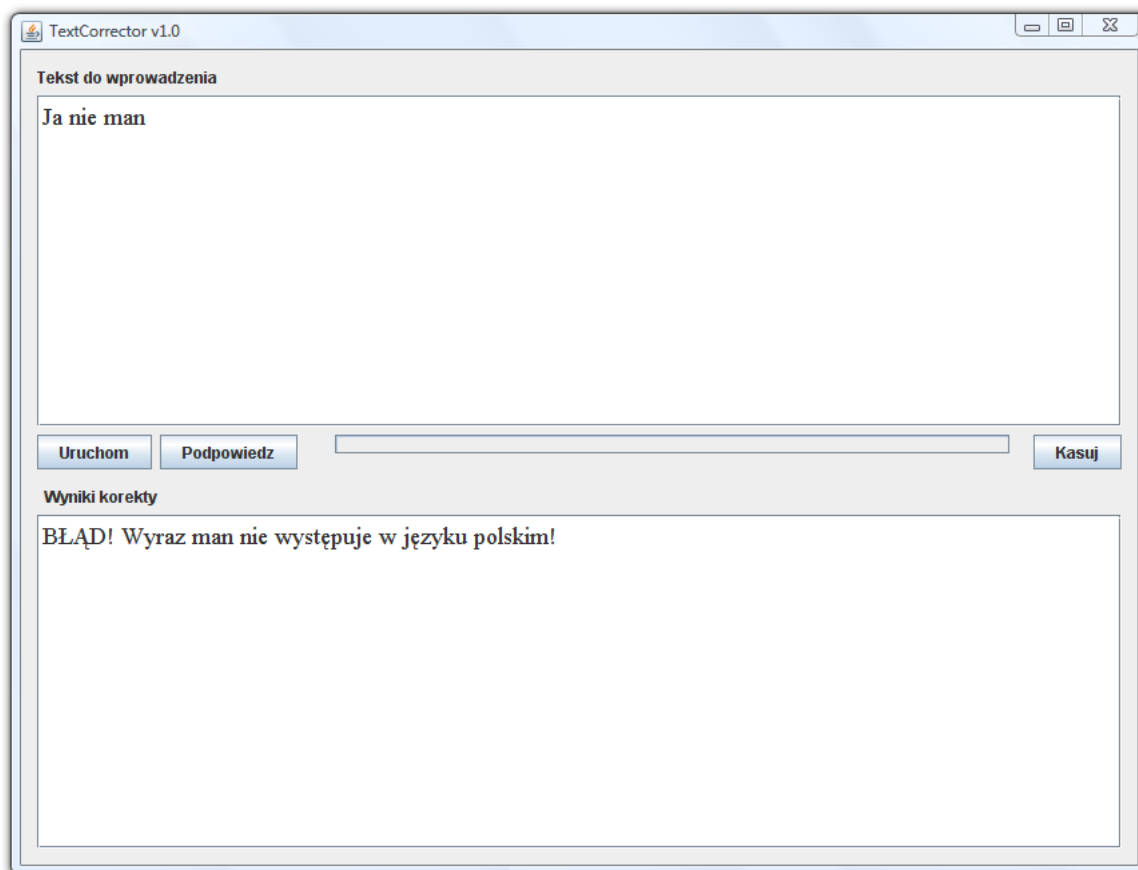 TextCorrector v1.0
Tekst do wprowadzenia
Ja nie man
Uruchom Podpowiedz Kasuj
Wyniki korekty
BŁĄD! Wyraz man nie występuje w języku polskim!